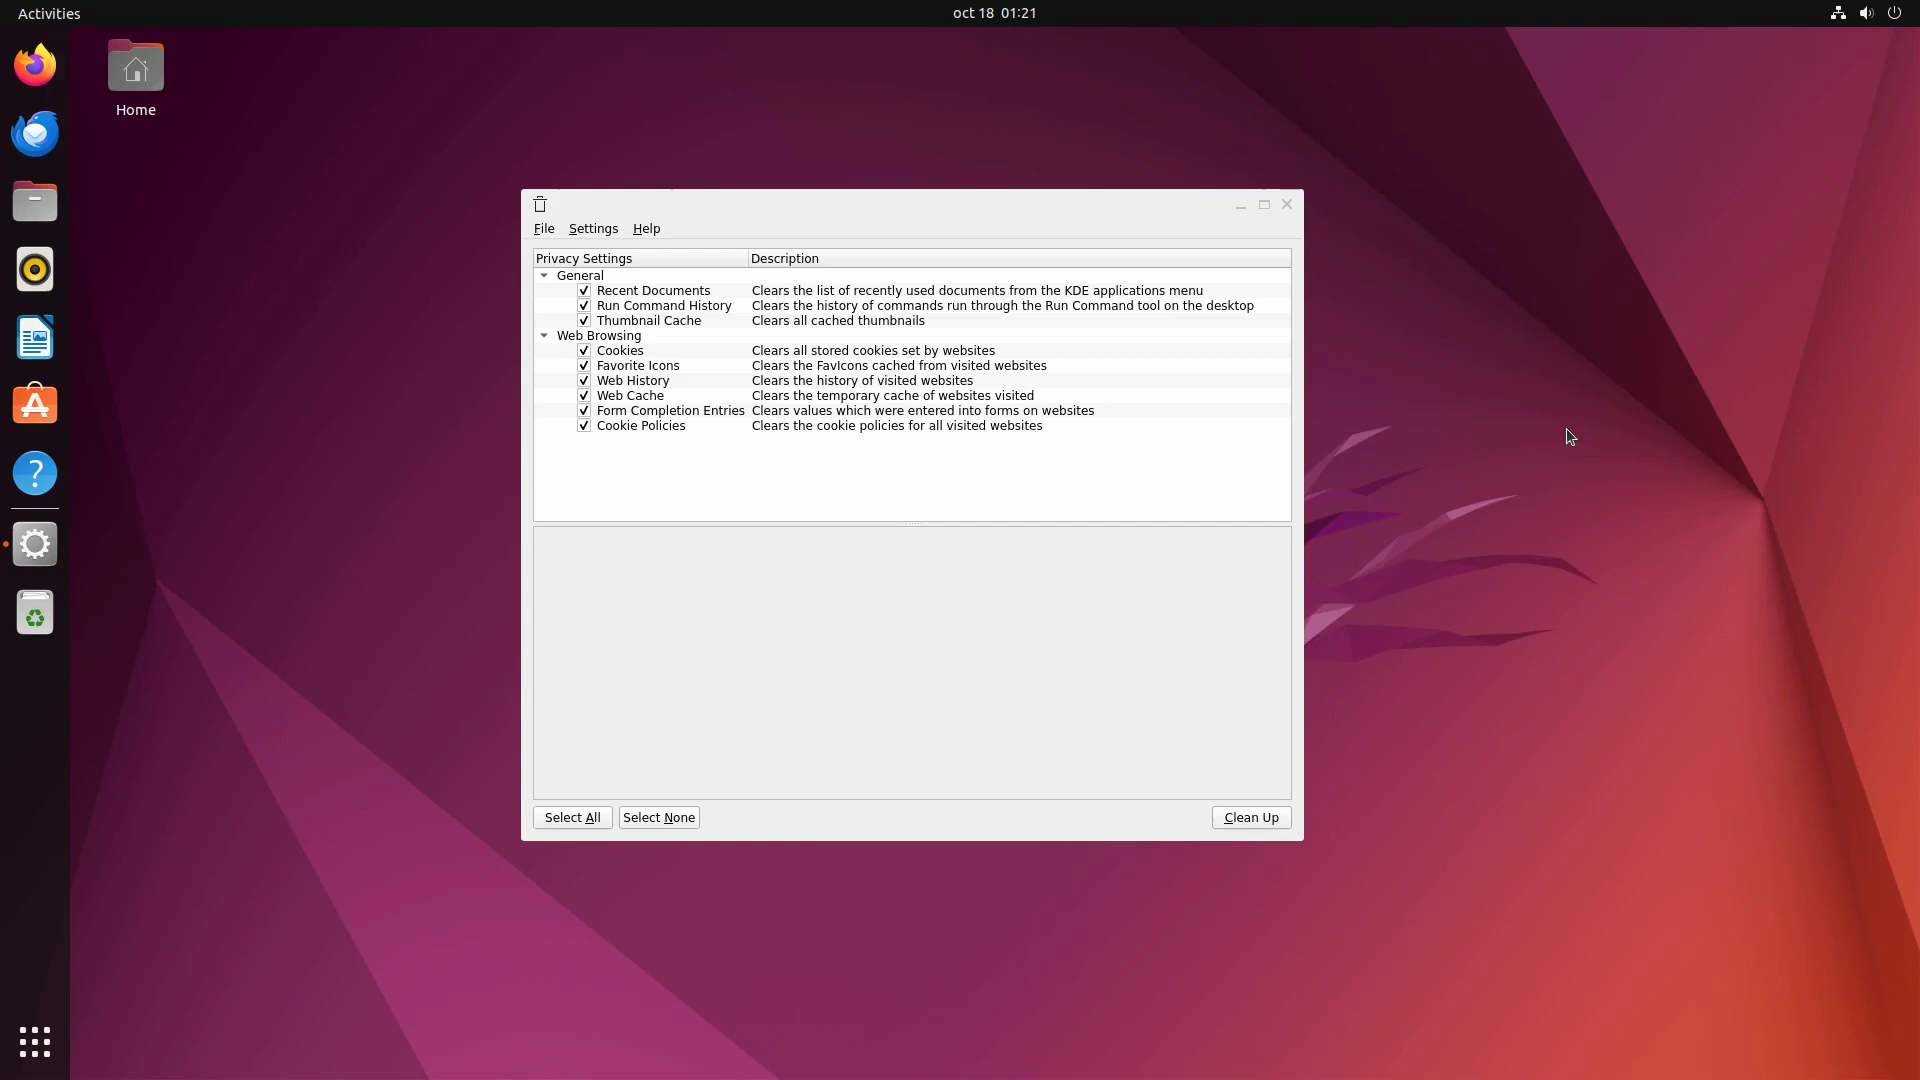 Activities
oct 18 01:21
Home
File Settings Help
Privacy Settings Description
General
Recent Documents Clears the list of recently used documents from the KDE applications menu
Run Command History Clears the history of commands run through the Run Command tool on the desktop
Thumbnail Cache Clears all cached thumbnails
Web Browsing
Cookies Clears all stored cookies set by websites
Favorite Icons Clears the FavIcons cached from visited websites
Web History Clears the history of visited websites
Web Cache Clears the temporary cache of websites visited
Form Completion Entries Clears values which were entered into forms on websites
Cookie Policies Clears the cookie policies for all visited websites
Select All Select None Clean Up